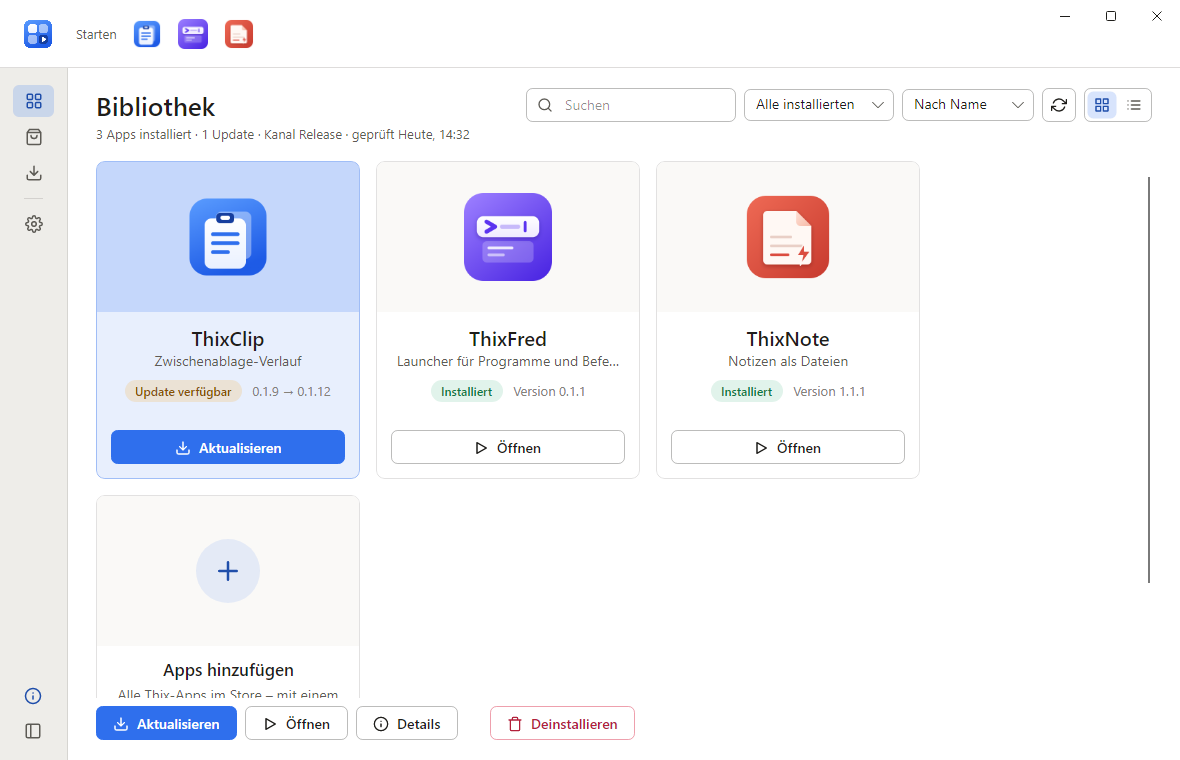 Starten
Bibliothek
3 Apps installiert · 1 Update · Kanal Release · geprüft Heute, 14:32
Suchen
Alle installierten
Nach Name
ThixClip
Zwischenablage-Verlauf
Update verfügbar 0.1.9 → 0.1.12
Aktualisieren
ThixFred
Launcher für Programme und Befe...
Installiert Version 0.1.1
Öffnen
ThixNote
Notizen als Dateien
Installiert Version 1.1.1
Öffnen
Apps hinzufügen
Alle Thix-Apps im Store – mit einem
Aktualisieren
Öffnen
Details
Deinstallieren